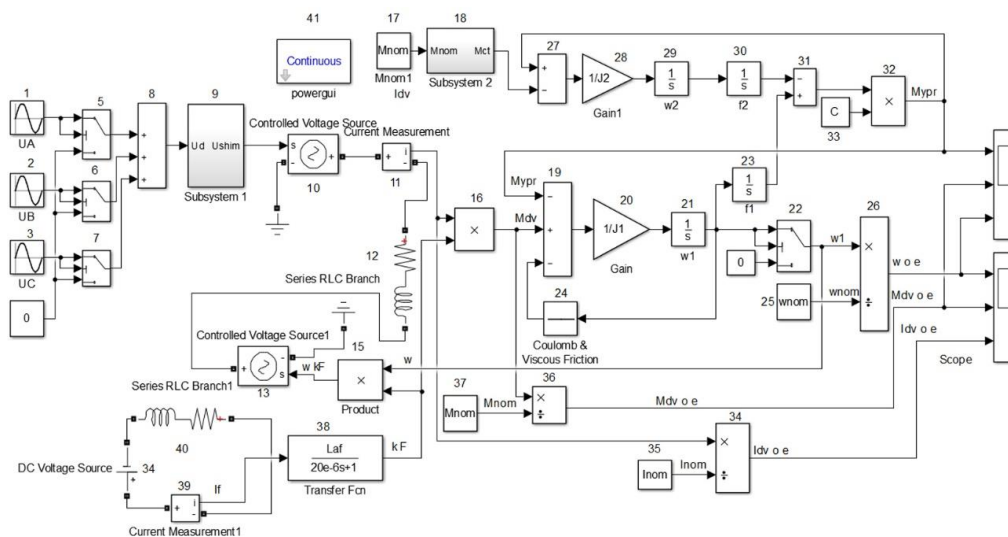 41
Continuous
powergui
17
Mnom
Mnom1
Idv
18
Mnom
Mct
Subsystem 2
27
+
-
28
1/J2
Gain1
29
1
s
w2
30
1
s
f2
31
-
+
C
33
32
×
Mypr
1
UA
2
UB
3
UC
0
5
6
7
8
+
+
+
9
Ud
Ushim
Subsystem 1
Controlled Voltage Source
s
-
+
10
Current Measurement
+
i
-
11
12
Series RLC Branch
16
×
Mypr
Mdv
19
-
+
-
20
1/J1
Gain
21
1
s
w1
23
1
s
f1
22
0
w1
26
×
÷
25
wnom
wnom
w o e
Mdv o e
Idv o e
Scope
24
Coulomb &
Viscous Friction
Controlled Voltage Source1
+
-
s
13
w kF
15
×
Product
w
37
Mnom
Mnom
36
×
÷
Mdv o e
34
×
÷
35
Inom
Inom
Idv o e
Series RLC Branch1
40
DC Voltage Source
34
+
39
+
i
-
Current Measurement1
If
38
Laf
20e-6s+1
Transfer Fcn
kF